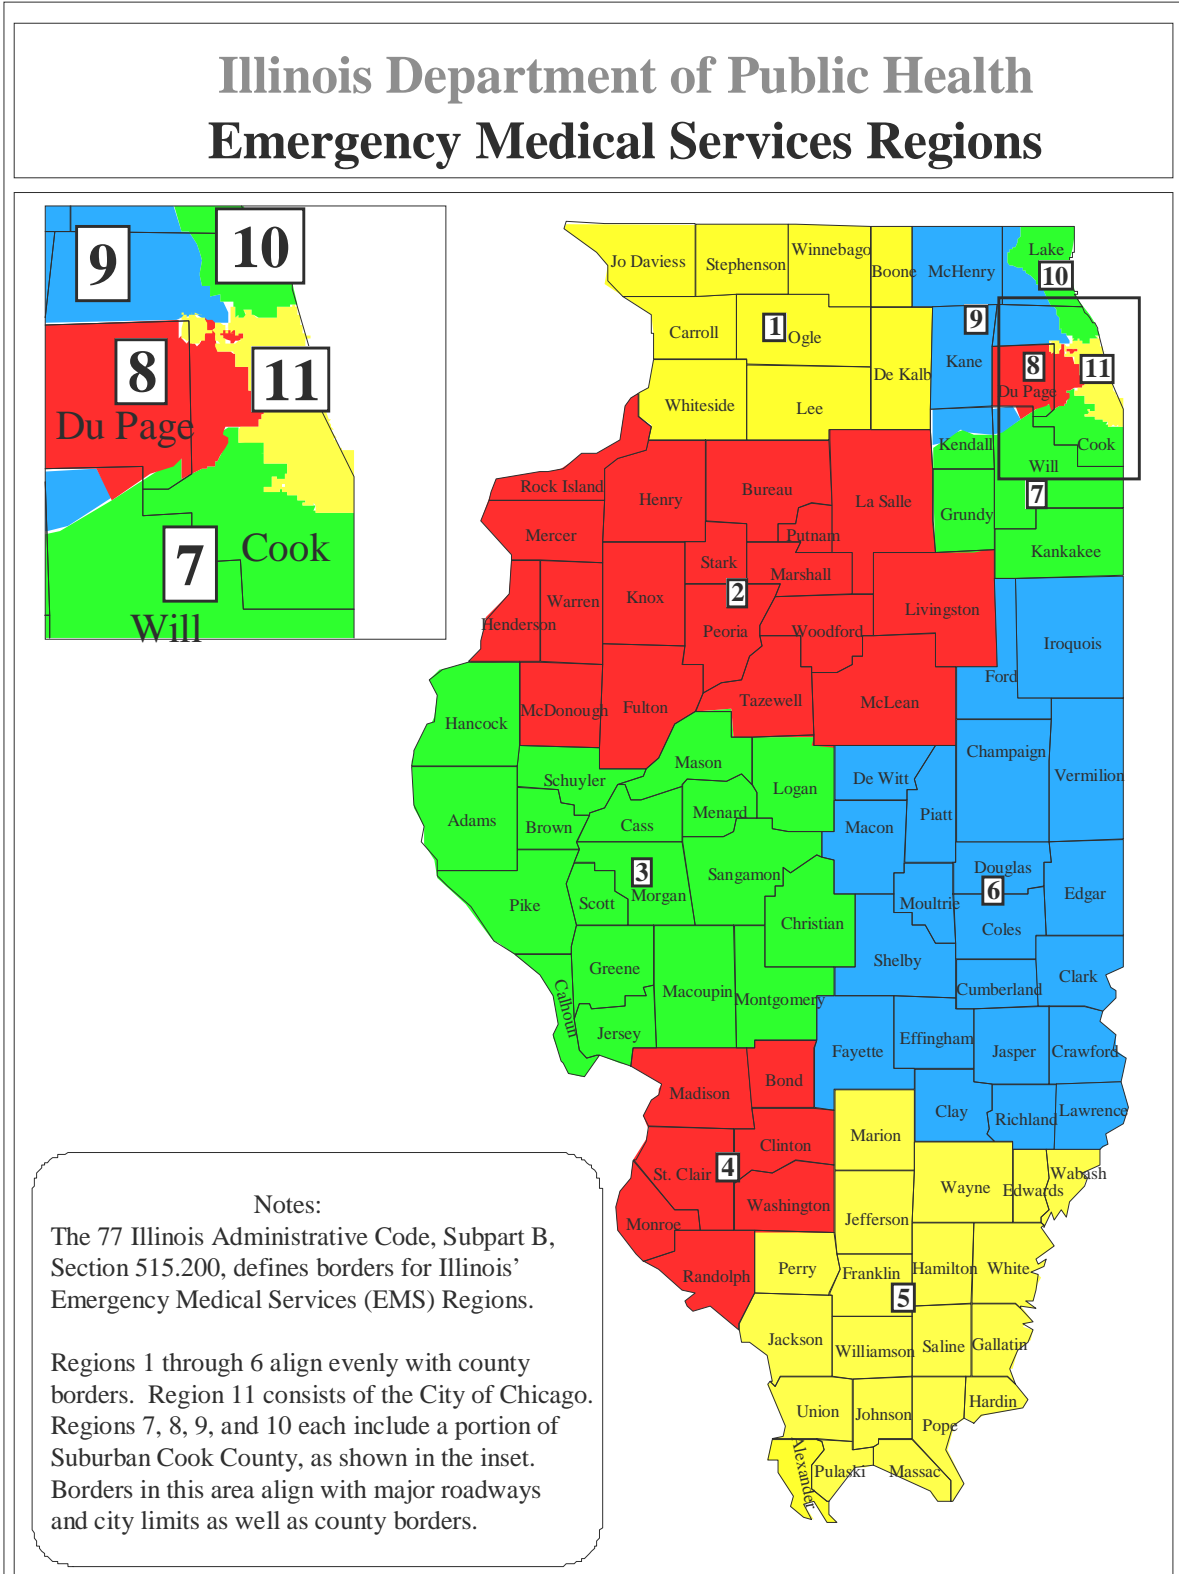 Illinois Department of Public Health
Emergency Medical Services Regions
9
10
8
11
Du Page
7
Cook
Will
Jo Daviess
Stephenson
Winnebago
Boone
McHenry
Lake
10
Carroll
1
Ogle
9
De Kalb
Kane
8
11
Du Page
Whiteside
Lee
Kendall
Cook
Will
7
Rock Island
Henry
Bureau
La Salle
Grundy
Mercer
Putnam
Kankakee
Stark
Marshall
2
Henderson
Warren
Knox
Peoria
Woodford
Livingston
Iroquois
Ford
Hancock
McDonough
Fulton
Tazewell
McLean
Mason
Champaign
Schuyler
Logan
De Witt
Vermilion
Adams
Brown
Cass
Menard
Macon
Piatt
3
Morgan
Sangamon
Douglas
6
Pike
Scott
Christian
Moultrie
Edgar
Coles
Shelby
Greene
Calhoun
Macoupin
Montgomery
Cumberland
Clark
Jersey
Fayette
Effingham
Jasper
Crawford
Madison
Bond
Clay
Richland
Lawrence
Clinton
Marion
St. Clair
4
Wayne
Edwards
Wabash
Washington
Monroe
Jefferson
Randolph
Perry
Franklin
Hamilton
White
5
Jackson
Williamson
Saline
Gallatin
Union
Johnson
Pope
Hardin
Alexander
Pulaski
Massac
Notes:
The 77 Illinois Administrative Code, Subpart B,
Section 515.200, defines borders for Illinois’
Emergency Medical Services (EMS) Regions.
Regions 1 through 6 align evenly with county
borders.  Region 11 consists of the City of Chicago.
Regions 7, 8, 9, and 10 each include a portion of
Suburban Cook County, as shown in the inset.
Borders in this area align with major roadways
and city limits as well as county borders.